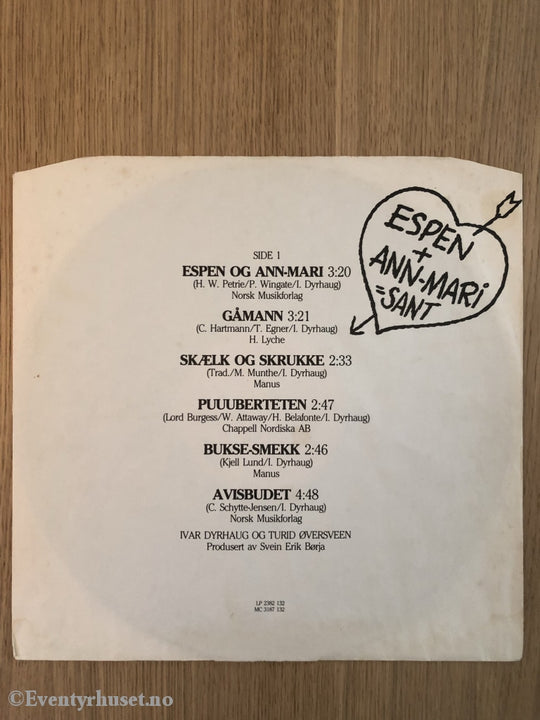 SIDE 1
ESPEN OG ANN-MARI 3:20
(H. W. Petrie/P. Wingate/I. Dyrhaug)
Norsk Musikforlag
GÅMANN 3:21
(C. Hartmann/T. Egner/I. Dyrhaug)
H. Lyche
SKÆLK OG SKRUKKE 2:33
(Trad./M. Munthe/I. Dyrhaug)
Manus
PUUUBERTETEN 2:47
(Lord Burgess/W. Attaway/H. Belafonte/I. Dyrhaug)
Chappell Nordiska AB
BUKSE-SMEKK 2:46
(Kjell Lund/I. Dyrhaug)
Manus
AVISBUDET 4:48
(C. Schytte-Jensen/I. Dyrhaug)
Norsk Musikforlag
IVAR DYRHAUG OG TURID ØVERSVEEN
Produsert av Svein Erik Børja
LP 2382 132
MC 3187 132
ESPEN
+
ANN-MARi
=SANT
©Eventyrhuset.no